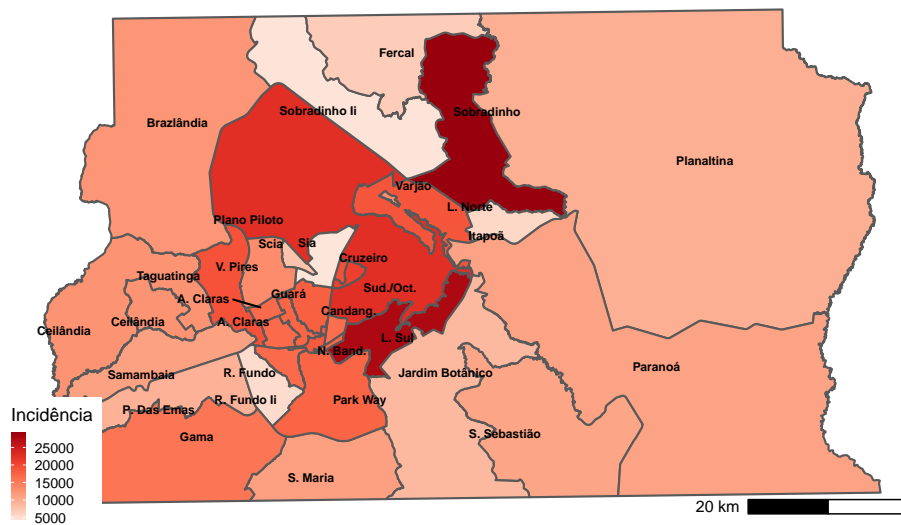 Fercal
Sobradinho Ii
Sobradinho
Brazlândia
Planaltina
Varjão
L. Norte
Plano Piloto
Itapoã
Scia
Sia
Cruzeiro
V. Pires
Taguatinga
Sud./Oct.
Guará
A. Claras
Candang.
Ceilândia
Ceilândia
A. Claras
L. Sul
N. Band.
Paranoá
Jardim Botânico
Samambaia
R. Fundo
R. Fundo Ii
Park Way
P. Das Emas
Incidência
Gama
S. Sebastião
25000
20000
15000
10000
5000
S. Maria
20 km